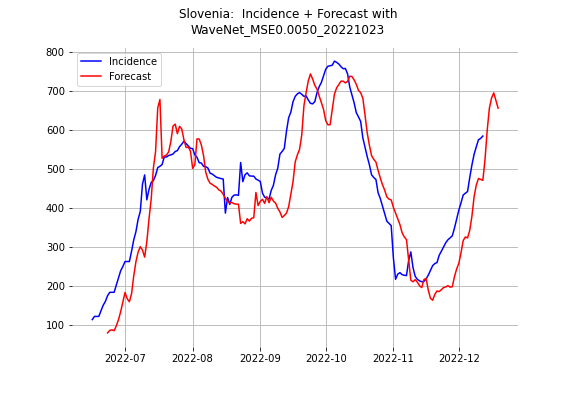 Slovenia:  Incidence + Forecast with
WaveNet_MSE0.0050_20221023
Incidence
Forecast
800
700
600
500
400
300
200
100
2022-07 2022-08 2022-09 2022-10 2022-11 2022-12